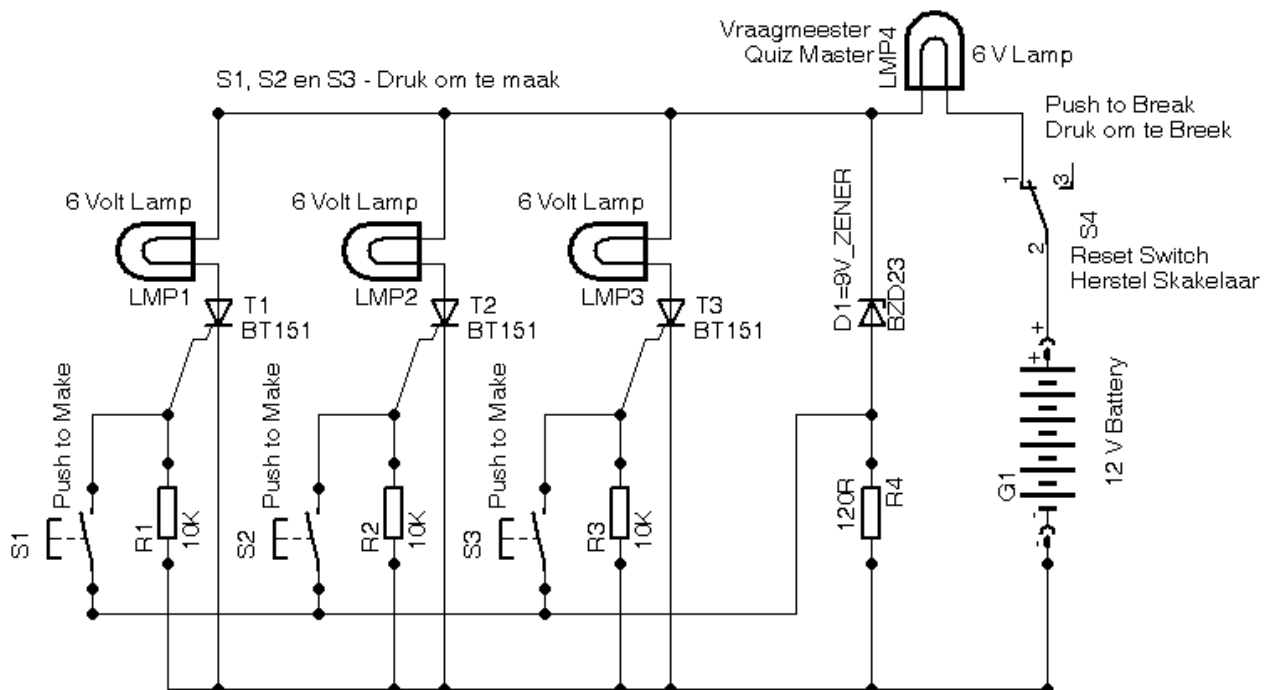 Vraagmeester
Quiz Master
LMP4
6 V Lamp
S1, S2 en S3 - Druk om te maak
Push to Break
Druk om te Breek
1
3
2
S4
Reset Switch
Herstel Skakelaar
6 Volt Lamp
6 Volt Lamp
6 Volt Lamp
LMP1
LMP2
LMP3
T1
BT151
T2
BT151
T3
BT151
D1=9V_ZENER
BZD23
+
+
12 V Battery
G1
-
-
Push to Make
Push to Make
Push to Make
S1
R1
10K
S2
R2
10K
S3
R3
10K
120R
R4